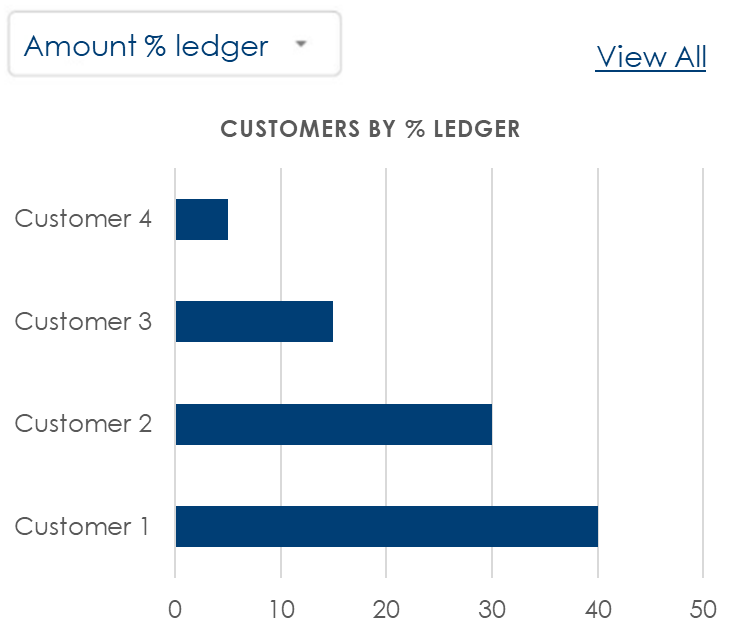 Amount % ledger
View All
CUSTOMERS BY % LEDGER
Customer 4
Customer 3
Customer 2
Customer 1
0 10 20 30 40 50